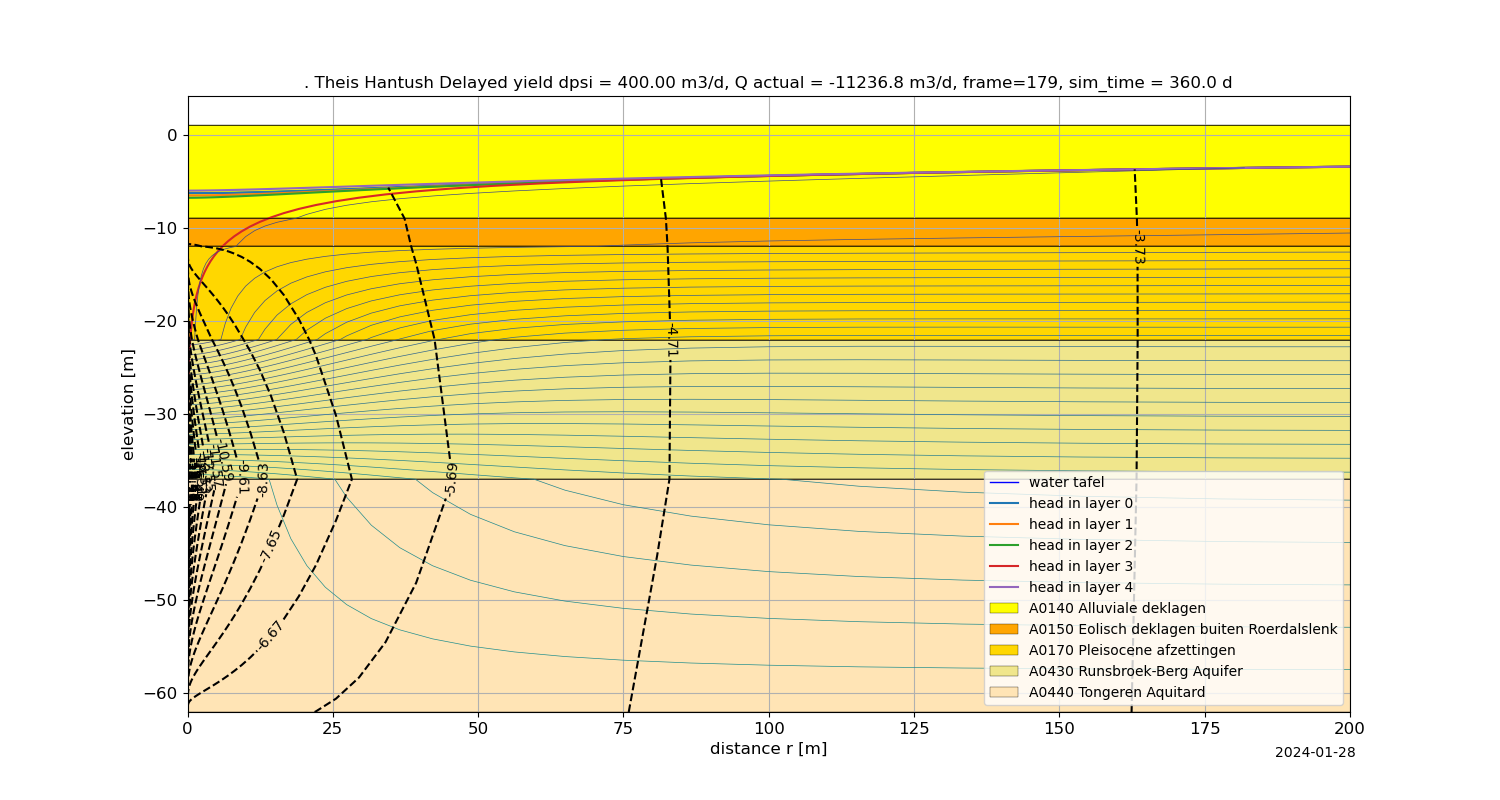 . Theis Hantush Delayed yield dpsi = 400.00 m3/d, Q actual = -11236.8 m3/d, frame=179, sim_time = 360.0 d
elevation [m]
0
−10
−20
−30
−40
−50
−60
-3.73
-4.71
-5.69
-6.67
-7.65
-8.63
-9.61
-10.59
water tafel
head in layer 0
head in layer 1
head in layer 2
head in layer 3
head in layer 4
A0140 Alluviale deklagen
A0150 Eolisch deklagen buiten Roerdalslenk
A0170 Pleisocene afzettingen
A0430 Runsbroek-Berg Aquifer
A0440 Tongeren Aquitard
0 25 50 75 100 125 150 175 200
distance r [m]
2024-01-28